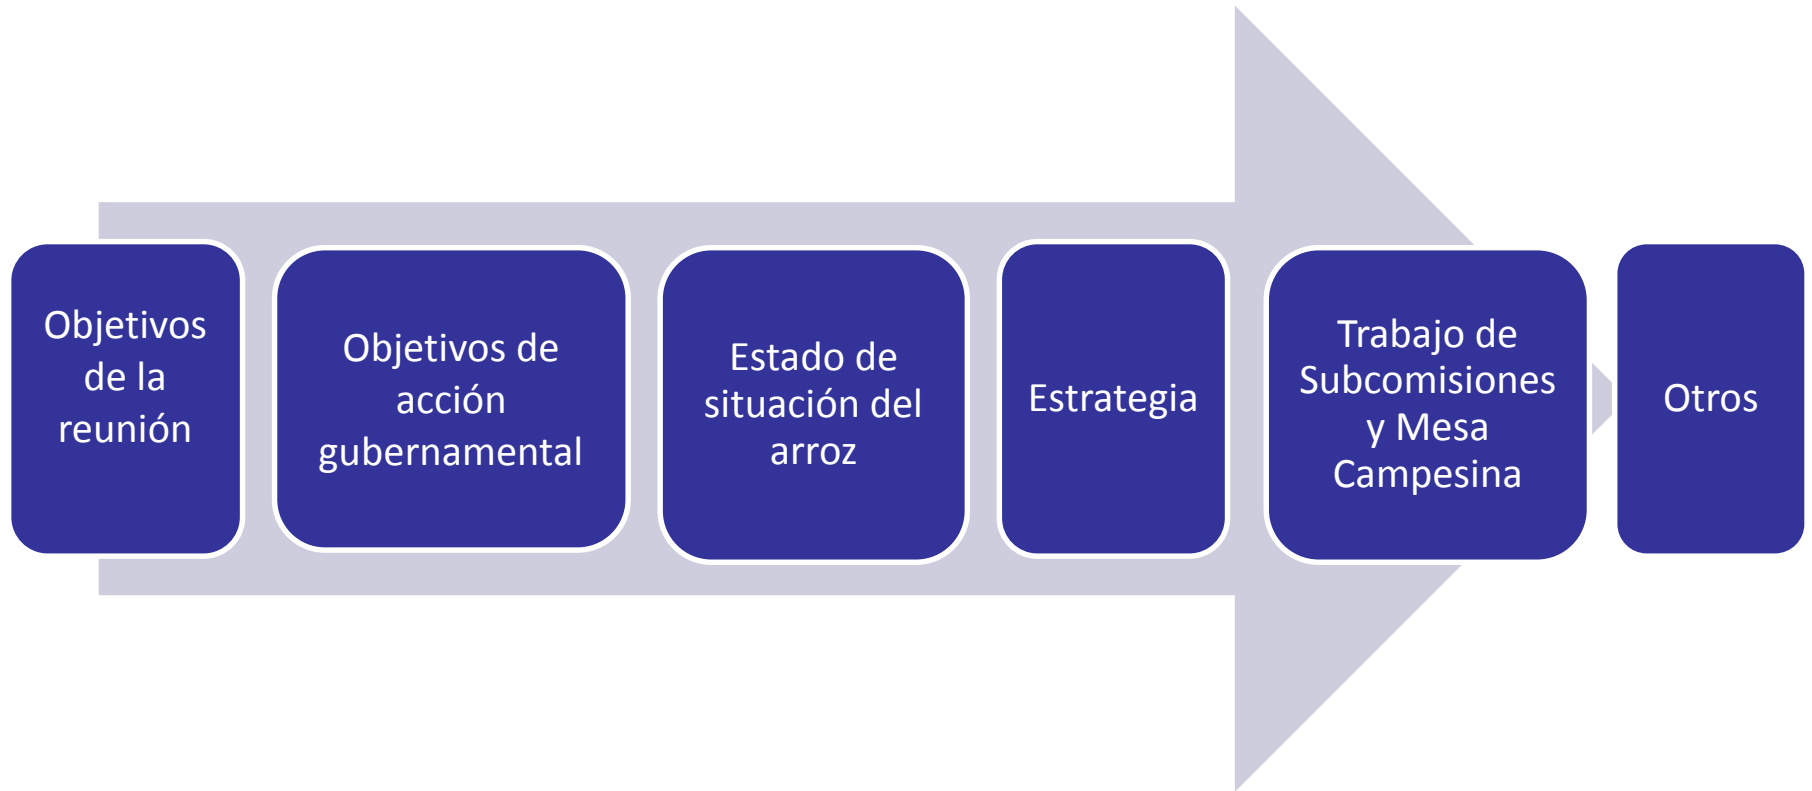 Objetivos
de la
reunión
Objetivos de
acción
gubernamental
Estado de
situación del
arroz
Estrategia
Trabajo de
Subcomisiones
y Mesa
Campesina
Otros